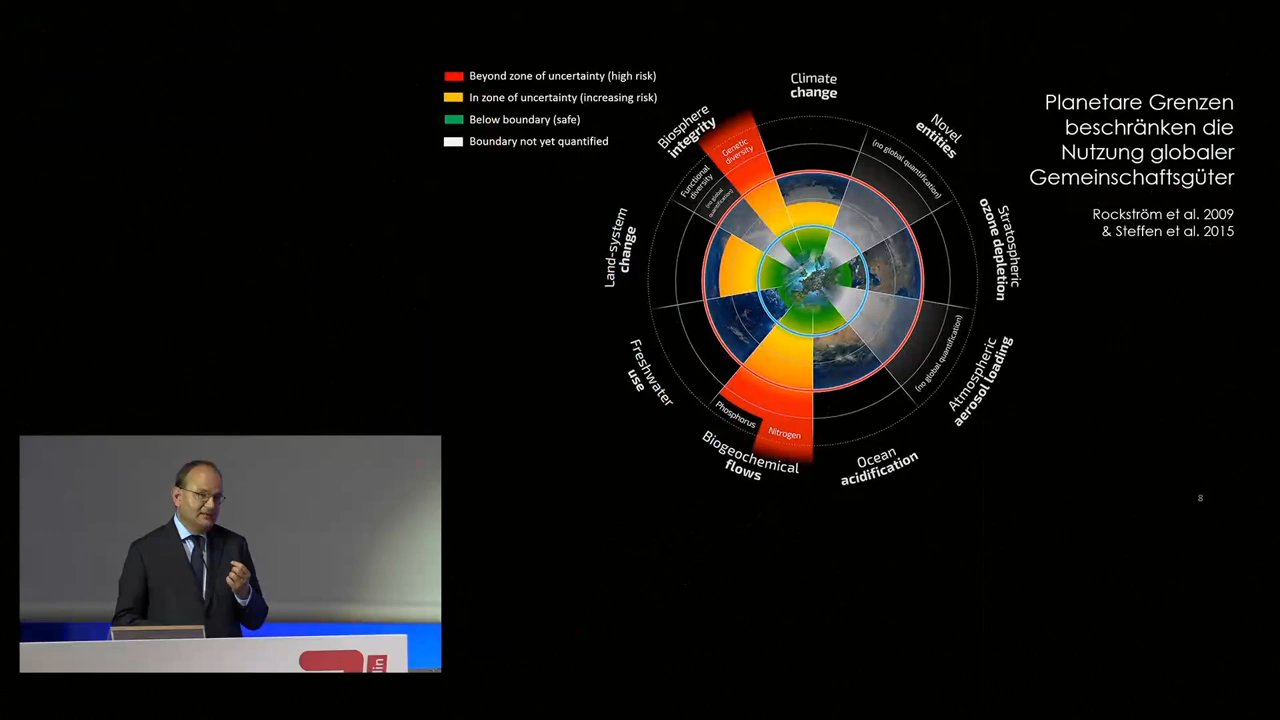 Beyond zone of uncertainty (high risk)
In zone of uncertainty (increasing risk)
Below boundary (safe)
Boundary not yet quantified
Climate
change
Novel
entities
(no global quantification)
Stratospheric
ozone depletion
Atmospheric
aerosol loading
(no global quantification)
Ocean
acidification
Biogeochemical
flows
Phosphorus
Nitrogen
Freshwater
use
Land-system
change
Biosphere
integrity
Functional
diversity
(no global
quantification)
Genetic
diversity
Planetare Grenzen
beschränken die
Nutzung globaler
Gemeinschaftsgüter
Rockström et al. 2009
& Steffen et al. 2015
8
lin